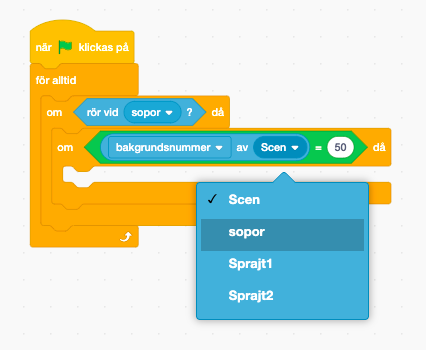 när klickas på
för alltid
om rör vid sopor ? då
om bakgrundsnummer av Scen = 50 då
✓ Scen
sopor
Sprajt1
Sprajt2